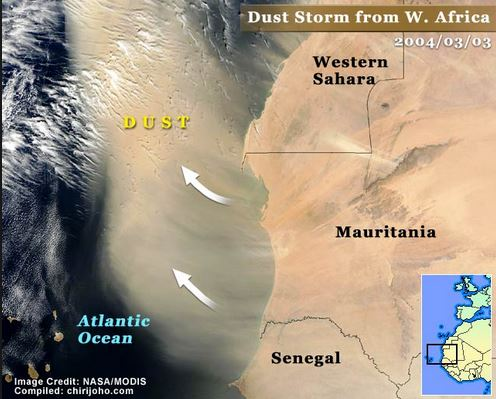 Dust Storm from W. Africa
2004/03/03
Western
Sahara
DUST
Mauritania
Atlantic
Ocean
Senegal
Image Credit: NASA/MODIS
Compiled: chirijoho.com